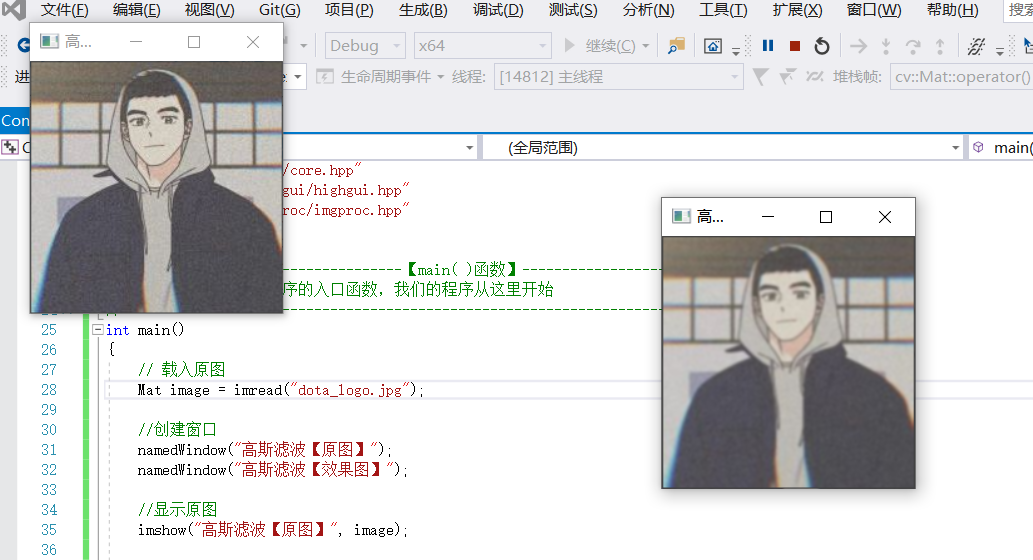 文件(F) 编辑(E) 视图(V) Git(G) 项目(P) 生成(B) 调试(D) 测试(S) 分析(N) 工具(T) 扩展(X) 窗口(W) 帮助(H) 搜索
高...
Debug x64 继续(C)
进 生命周期事件 线程: [14812] 主线程 堆栈帧: cv::Mat::operator()
Con
(全局范围) main(
/core.hpp"
gui/highgui.hpp"
roc/imgproc.hpp"
高...
---------------【main( )函数】-----------------
序的入口函数，我们的程序从这里开始
25 int main()
26 {
27 // 载入原图
28 Mat image = imread("dota_logo.jpg");
29
30 //创建窗口
31 namedWindow("高斯滤波【原图】");
32 namedWindow("高斯滤波【效果图】");
33
34 //显示原图
35 imshow("高斯滤波【原图】", image);
36